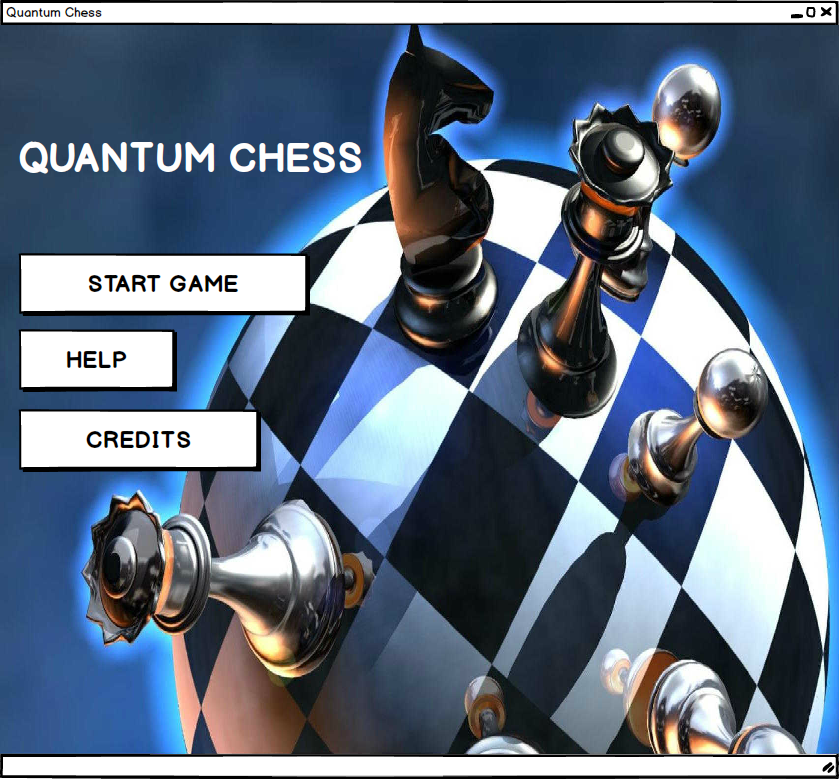 Quantum Chess
QUANTUM CHESS
START GAME
HELP
CREDITS